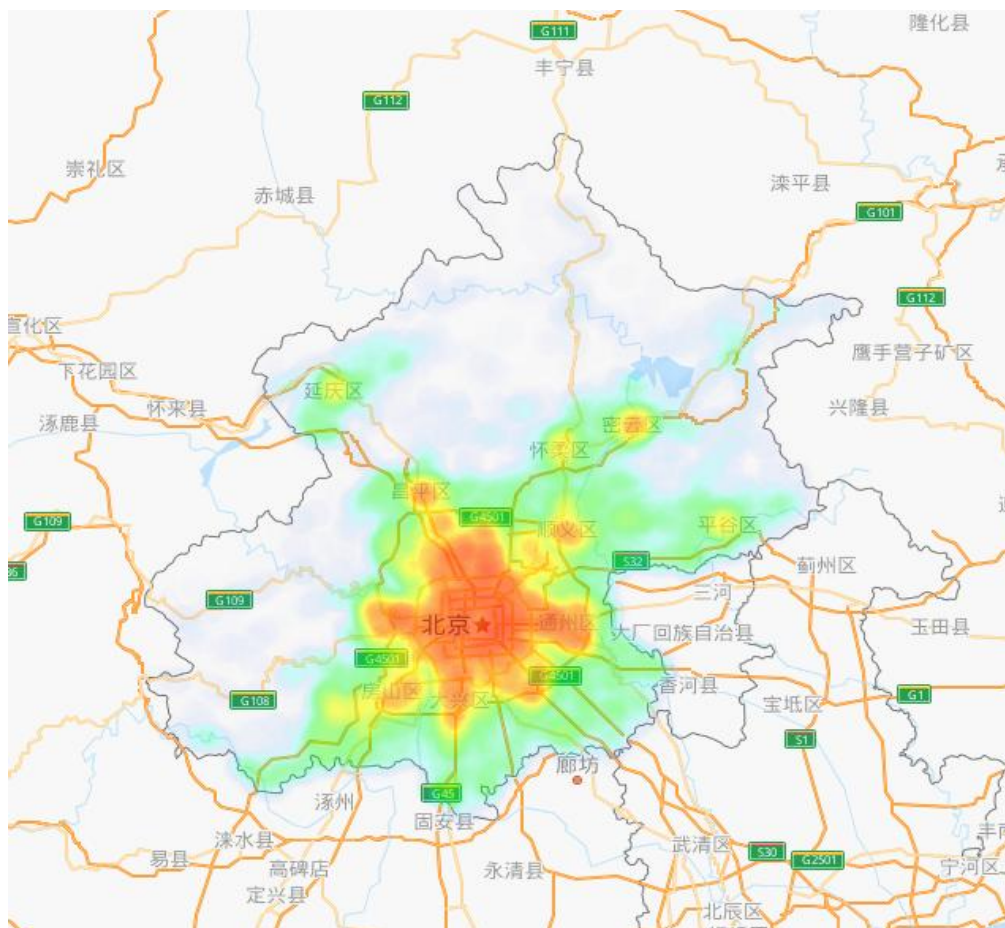 隆化县
G111
丰宁县
G112
崇礼区
赤城县
滦平县
G101
G112
宣化区
下花园区
鹰手营子矿区
延庆区
怀来县
涿鹿县
兴隆县
密云区
怀柔区
昌平区
G4501
G109
顺义区
平谷区
S32
蓟州区
三河
G109
北京
通州区
大厂回族自治县
玉田县
G4501
G4501
香河县
房山区
大兴区
G108
宝坻区
G1
S1
廊坊
G45
涿州
固安县
涞水县
武清区
易县
高碑店
永清县
S30
G2501
宁河区
定兴县
北辰区